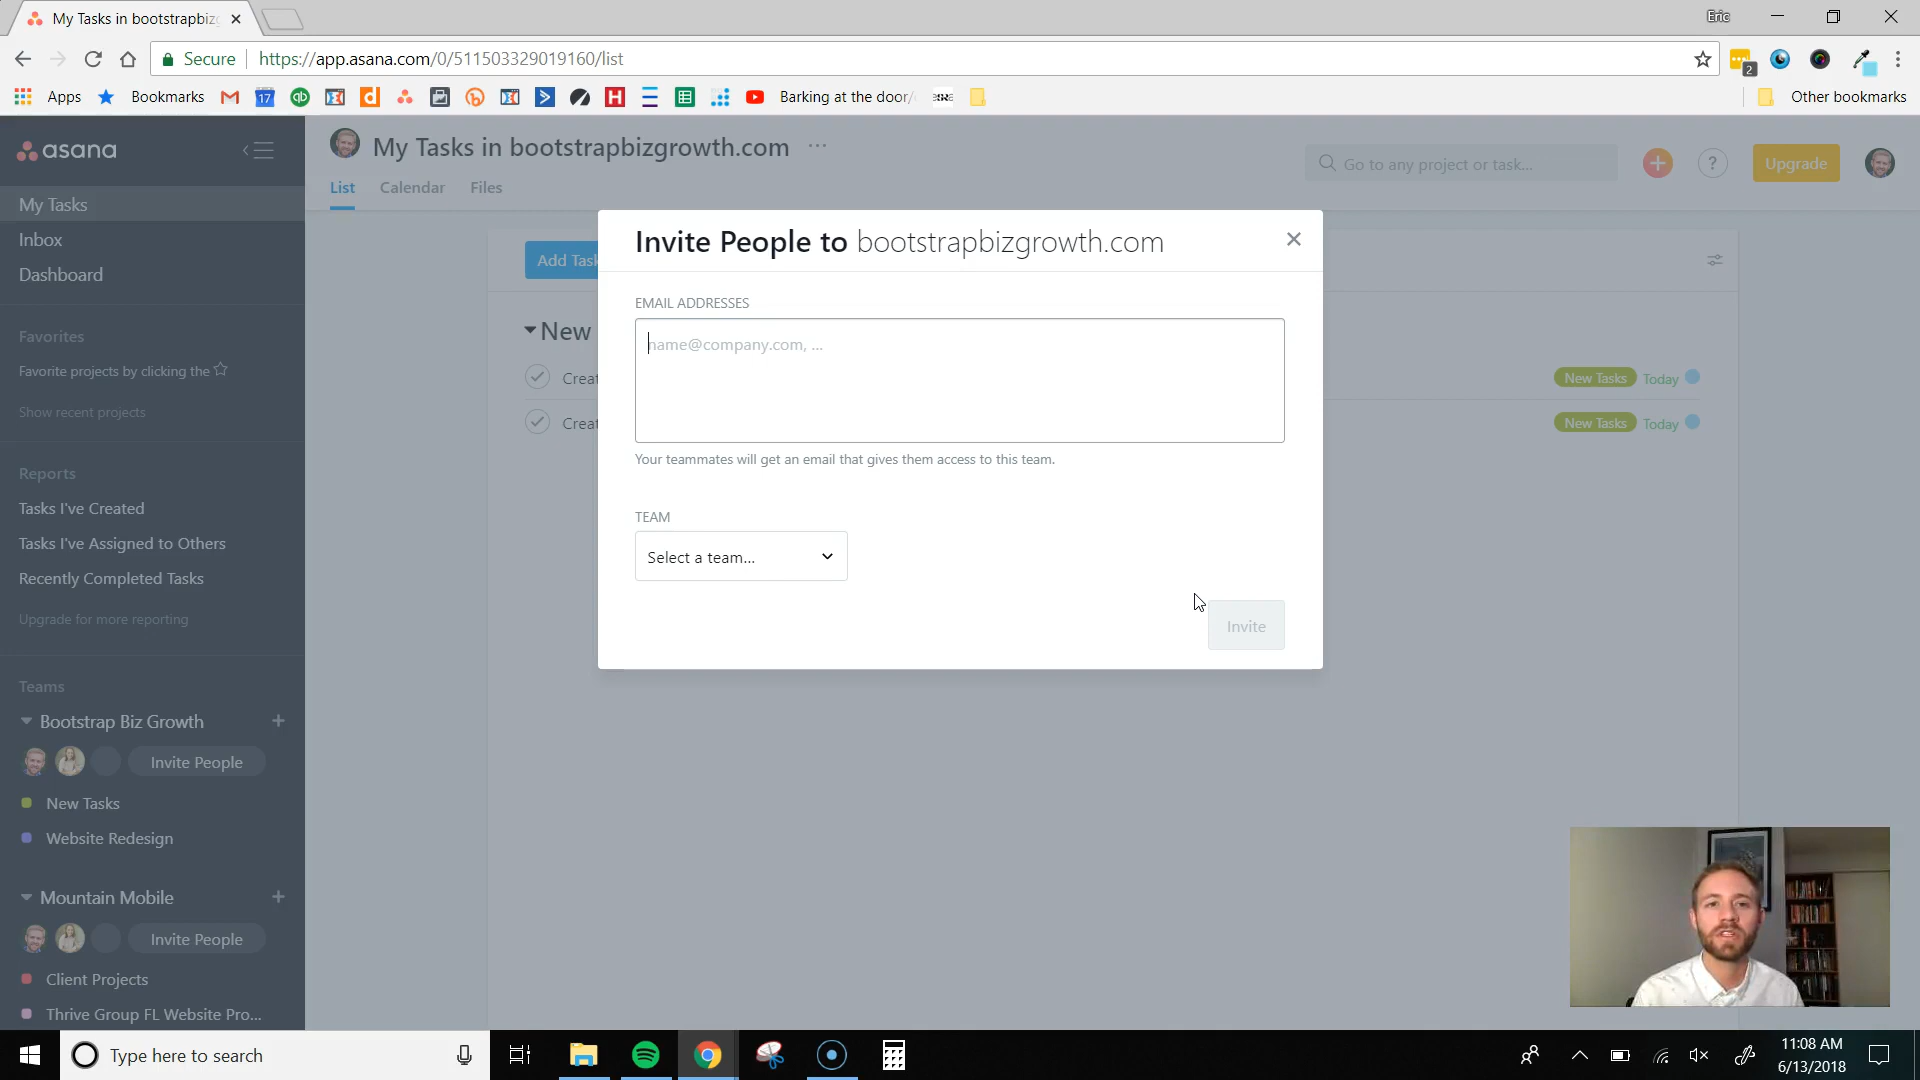 My Tasks in bootstrapbiz
Eric
Secure
https://app.asana.com/0/511503329019160/list
2
Apps
Bookmarks
17
Barking at the door/
Other bookmarks
asana
My Tasks in bootstrapbizgrowth.com
Go to any project or task...
?
Upgrade
List
Calendar
Files
My Tasks
Inbox
Dashboard
Favorites
Favorite projects by clicking the
Show recent projects
Reports
Tasks I've Created
Tasks I've Assigned to Others
Recently Completed Tasks
Upgrade for more reporting
Teams
Bootstrap Biz Growth
Invite People
New Tasks
Website Redesign
Mountain Mobile
Invite People
Client Projects
Thrive Group FL Website Pro...
Add Task
New
Creat
New Tasks
Today
Creat
New Tasks
Today
Invite People to bootstrapbizgrowth.com
EMAIL ADDRESSES
name@company.com, ...
Your teammates will get an email that gives them access to this team.
TEAM
Select a team...
Invite
Type here to search
11:08 AM
6/13/2018